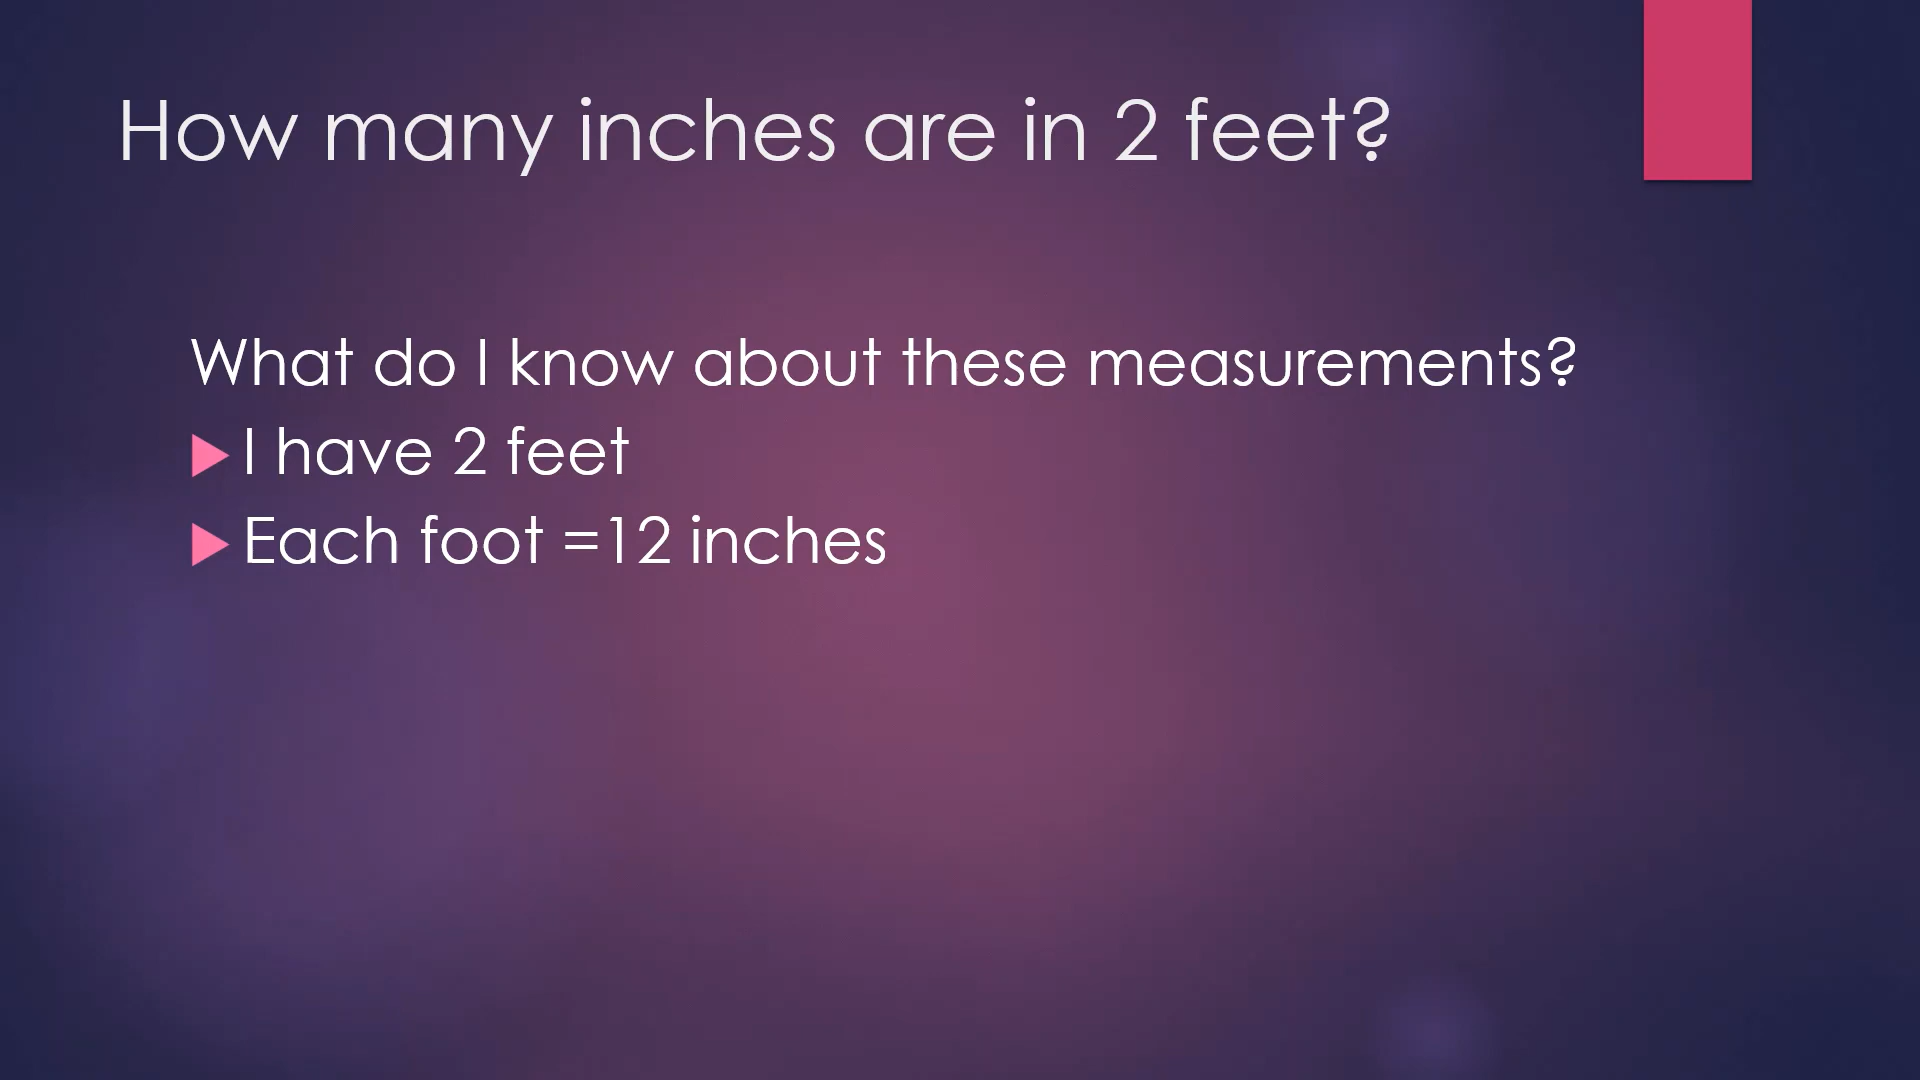 How many inches are in 2 feet?
What do I know about these measurements?
I have 2 feet
Each foot =12 inches